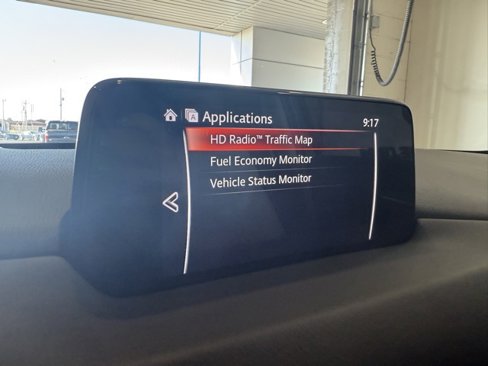 Applications
9:17
HD Radio™ Traffic Map
Fuel Economy Monitor
Vehicle Status Monitor